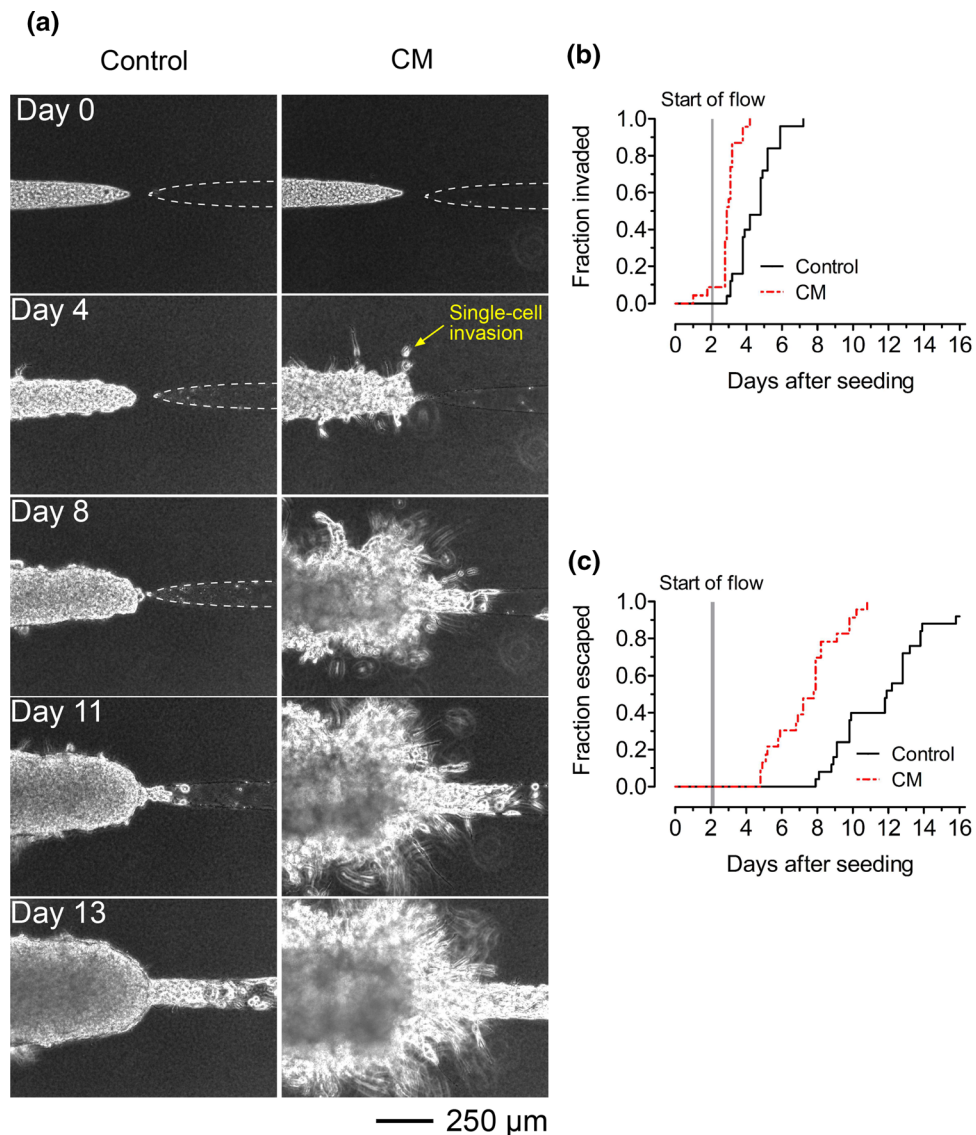 (a)
Control
CM
Day 0
Day 4
Single-cell
invasion
Day 8
Day 11
Day 13
250 µm
(b)
Start of flow
1.0
0.8
0.6
0.4
0.2
0.0
Fraction invaded
Control
CM
0 2 4 6 8 10 12 14 16
Days after seeding
(c)
Start of flow
1.0
0.8
0.6
0.4
0.2
0.0
Fraction escaped
Control
CM
0 2 4 6 8 10 12 14 16
Days after seeding